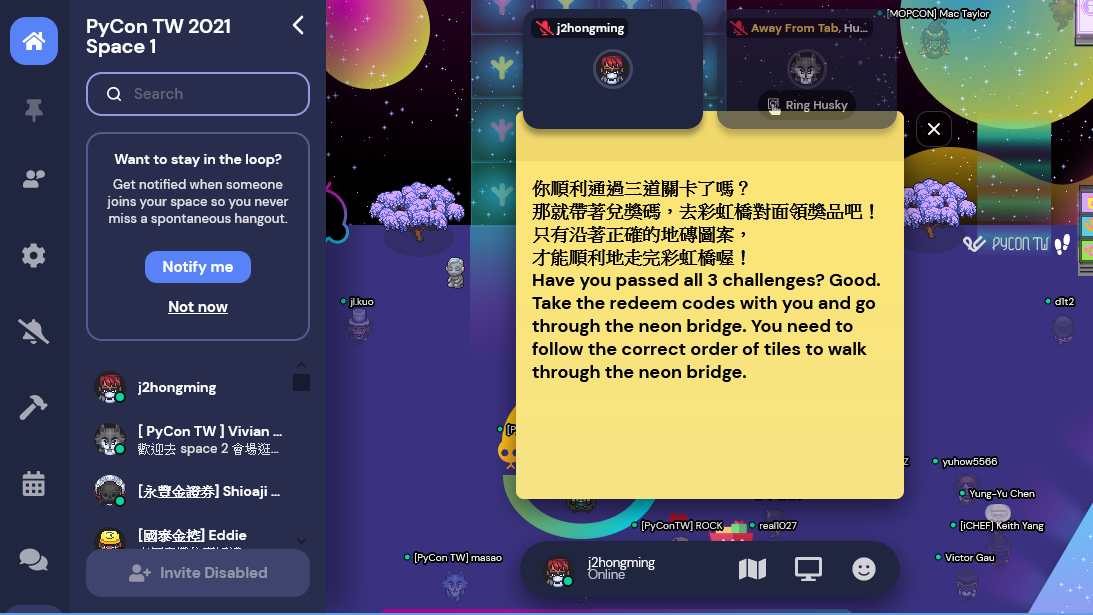 PyCon TW 2021
Space 1
Search
Want to stay in the loop?
Get notified when someone
joins your space so you never
miss a spontaneous hangout.
Notify me
Not now
j2hongming
[ PyCon TW ] Vivian ...
歡迎去 space 2 會場逛...
[永豐金證券] Shioaji ...
[國泰金控] Eddie
Invite Disabled
j2hongming
Away From Tab, Hu...
Ring Husky
[MOPCON] Mac Taylor
你順利通過三道關卡了嗎？
那就帶著兌獎碼，去彩虹橋對面領獎品吧！
只有沿著正確的地磚圖案，
才能順利地走完彩虹橋喔！
Have you passed all 3 challenges? Good.
Take the redeem codes with you and go
through the neon bridge. You need to
follow the correct order of tiles to walk
through the neon bridge.
PYCON TW
jl.kuo
d1t2
yuhow5566
Yung-Yu Chen
[PyConTW] ROCK
real1027
[iCHEF] Keith Yang
[PyCon TW] masao
Victor Gau
j2hongming
Online